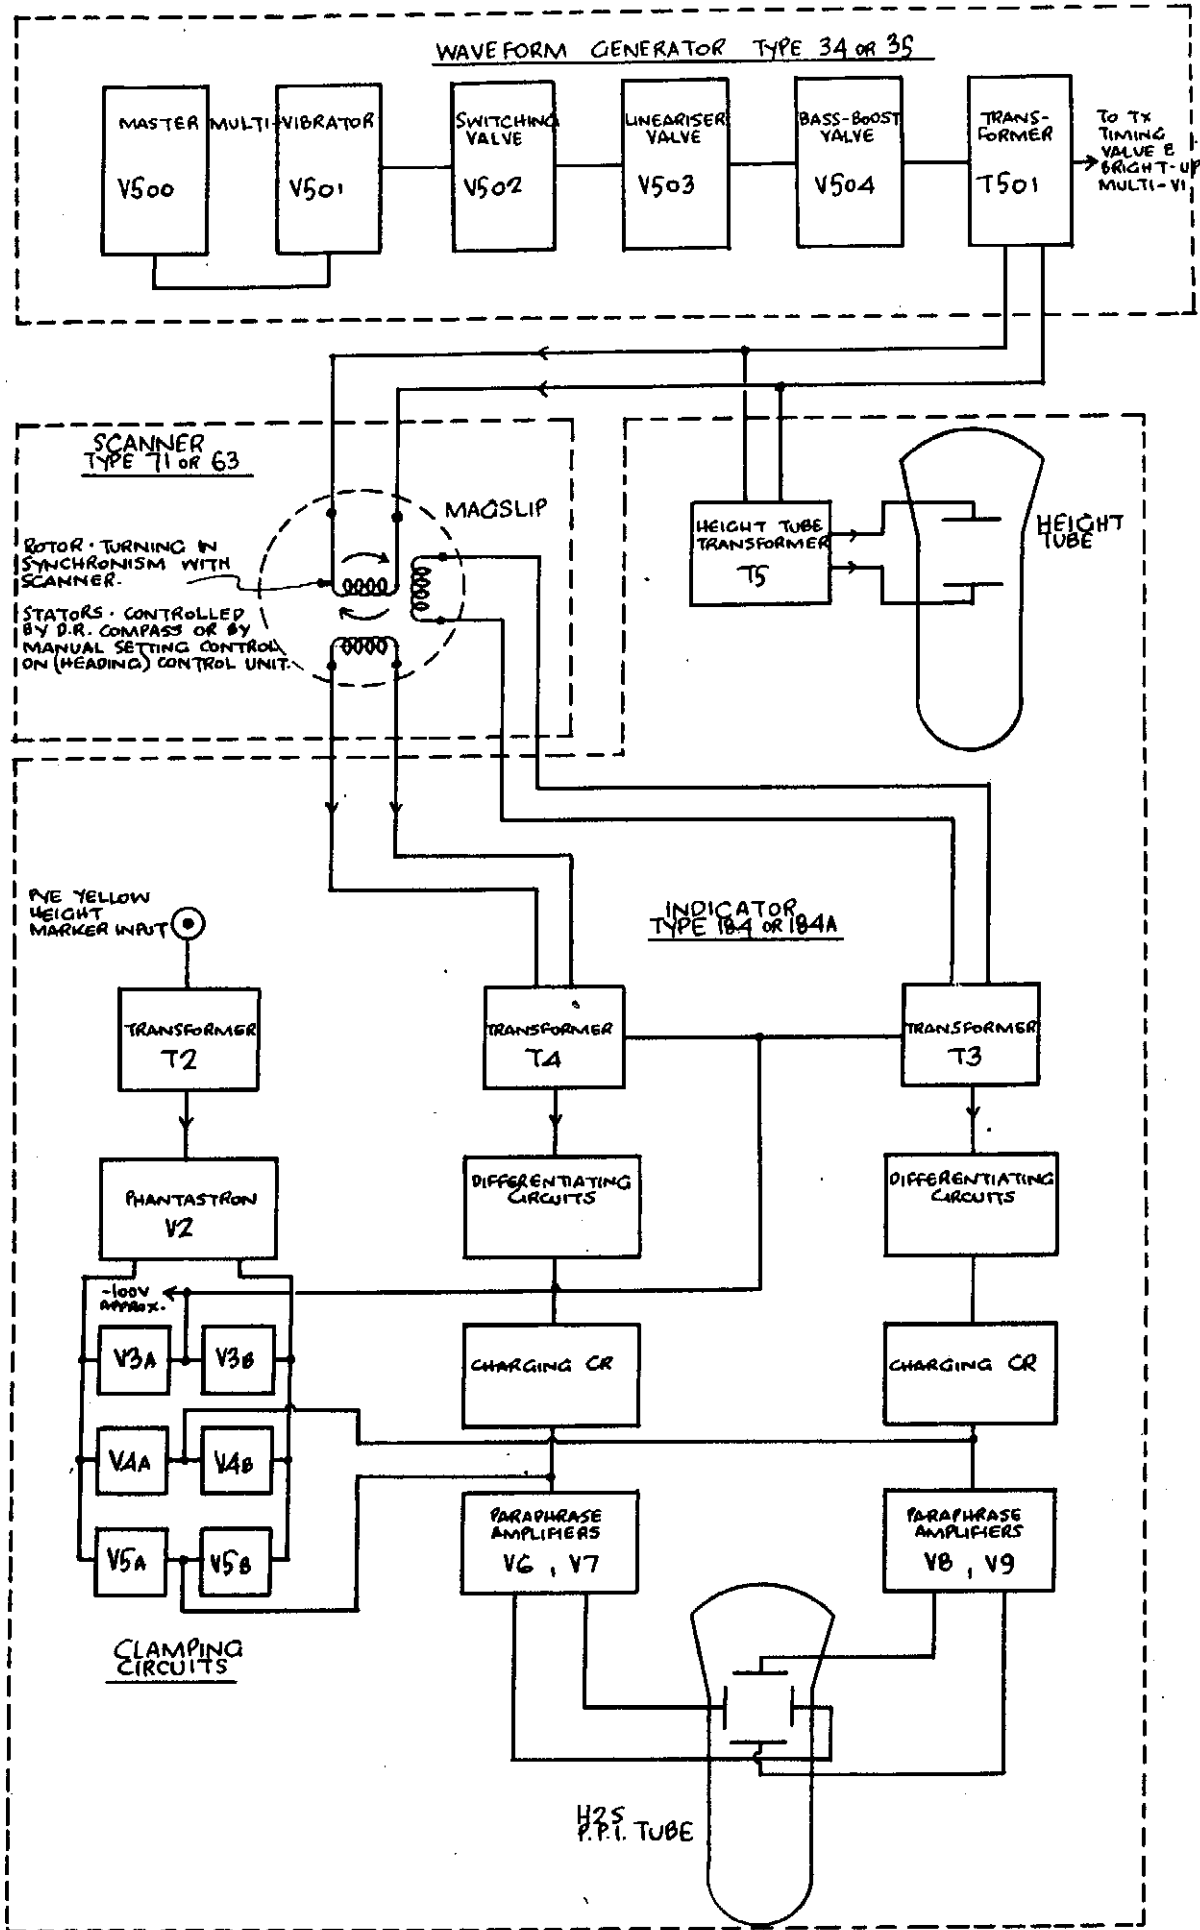 WAVEFORM GENERATOR TYPE 34 OR 35
MASTER MULTI-VIBRATOR
V500
V501
SWITCHING
VALVE
V502
LINEARISER
VALVE
V503
BASS-BOOST
VALVE
V504
TRANS-
FORMER
T501
TO TX
TIMING
VALVE &
BRIGHT-UP
MULTI-VI
SCANNER
TYPE 71 OR 63
MAGSLIP
ROTOR · TURNING IN
SYNCHRONISM WITH
SCANNER.
STATORS · CONTROLLED
BY D.R. COMPASS OR BY
MANUAL SETTING CONTROL
ON (HEADING) CONTROL UNIT.
HEIGHT TUBE
TRANSFORMER
T5
HEIGHT
TUBE
PYE YELLOW
HEIGHT
MARKER INPUT
INDICATOR
TYPE 184 OR 184A
TRANSFORMER
T2
TRANSFORMER
T4
TRANSFORMER
T3
PHANTASTRON
V2
DIFFERENTIATING
CIRCUITS
DIFFERENTIATING
CIRCUITS
-100V
APPROX.
V3A
V3B
CHARGING CR
CHARGING CR
V4A
V4B
V5A
V5B
PARAPHRASE
AMPLIFIERS
V6, V7
PARAPHRASE
AMPLIFIERS
V8, V9
CLAMPING
CIRCUITS
H2S
P.P.I. TUBE